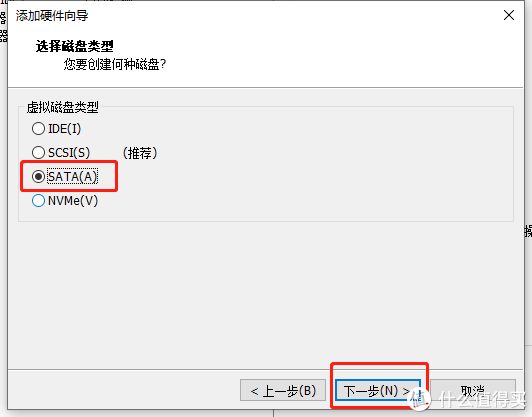 添加硬件向导
选择磁盘类型
您要创建何种磁盘?
虚拟磁盘类型
IDE(I)
SCSI(S) (推荐)
SATA(A)
NVMe(V)
< 上一步(B) 下一步(N) > 取消
值 什么值得买
操
器